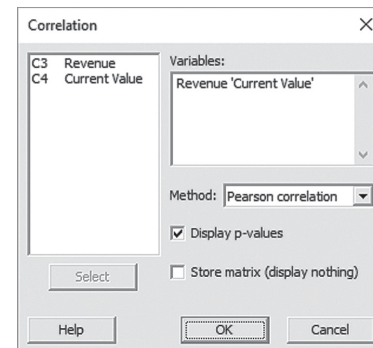 Correlation
C3 Revenue
C4 Current Value
Variables:
Revenue 'Current Value'
Method: Pearson correlation
Display p-values
Store matrix (display nothing)
Select
Help
OK
Cancel